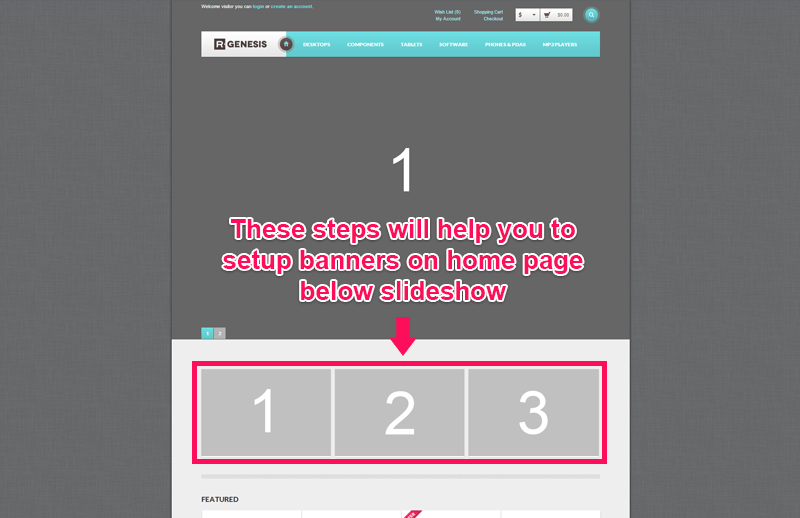 Welcome visitor you can login or create an account.
Wish List (0) Shopping Cart
My Account Checkout
$ $0.00
R GENESIS DESKTOPS COMPONENTS TABLETS SOFTWARE PHONES & PDAS MP3 PLAYERS
1
These steps will help you to
setup banners on home page
below slideshow
1 2
1 2 3
FEATURED